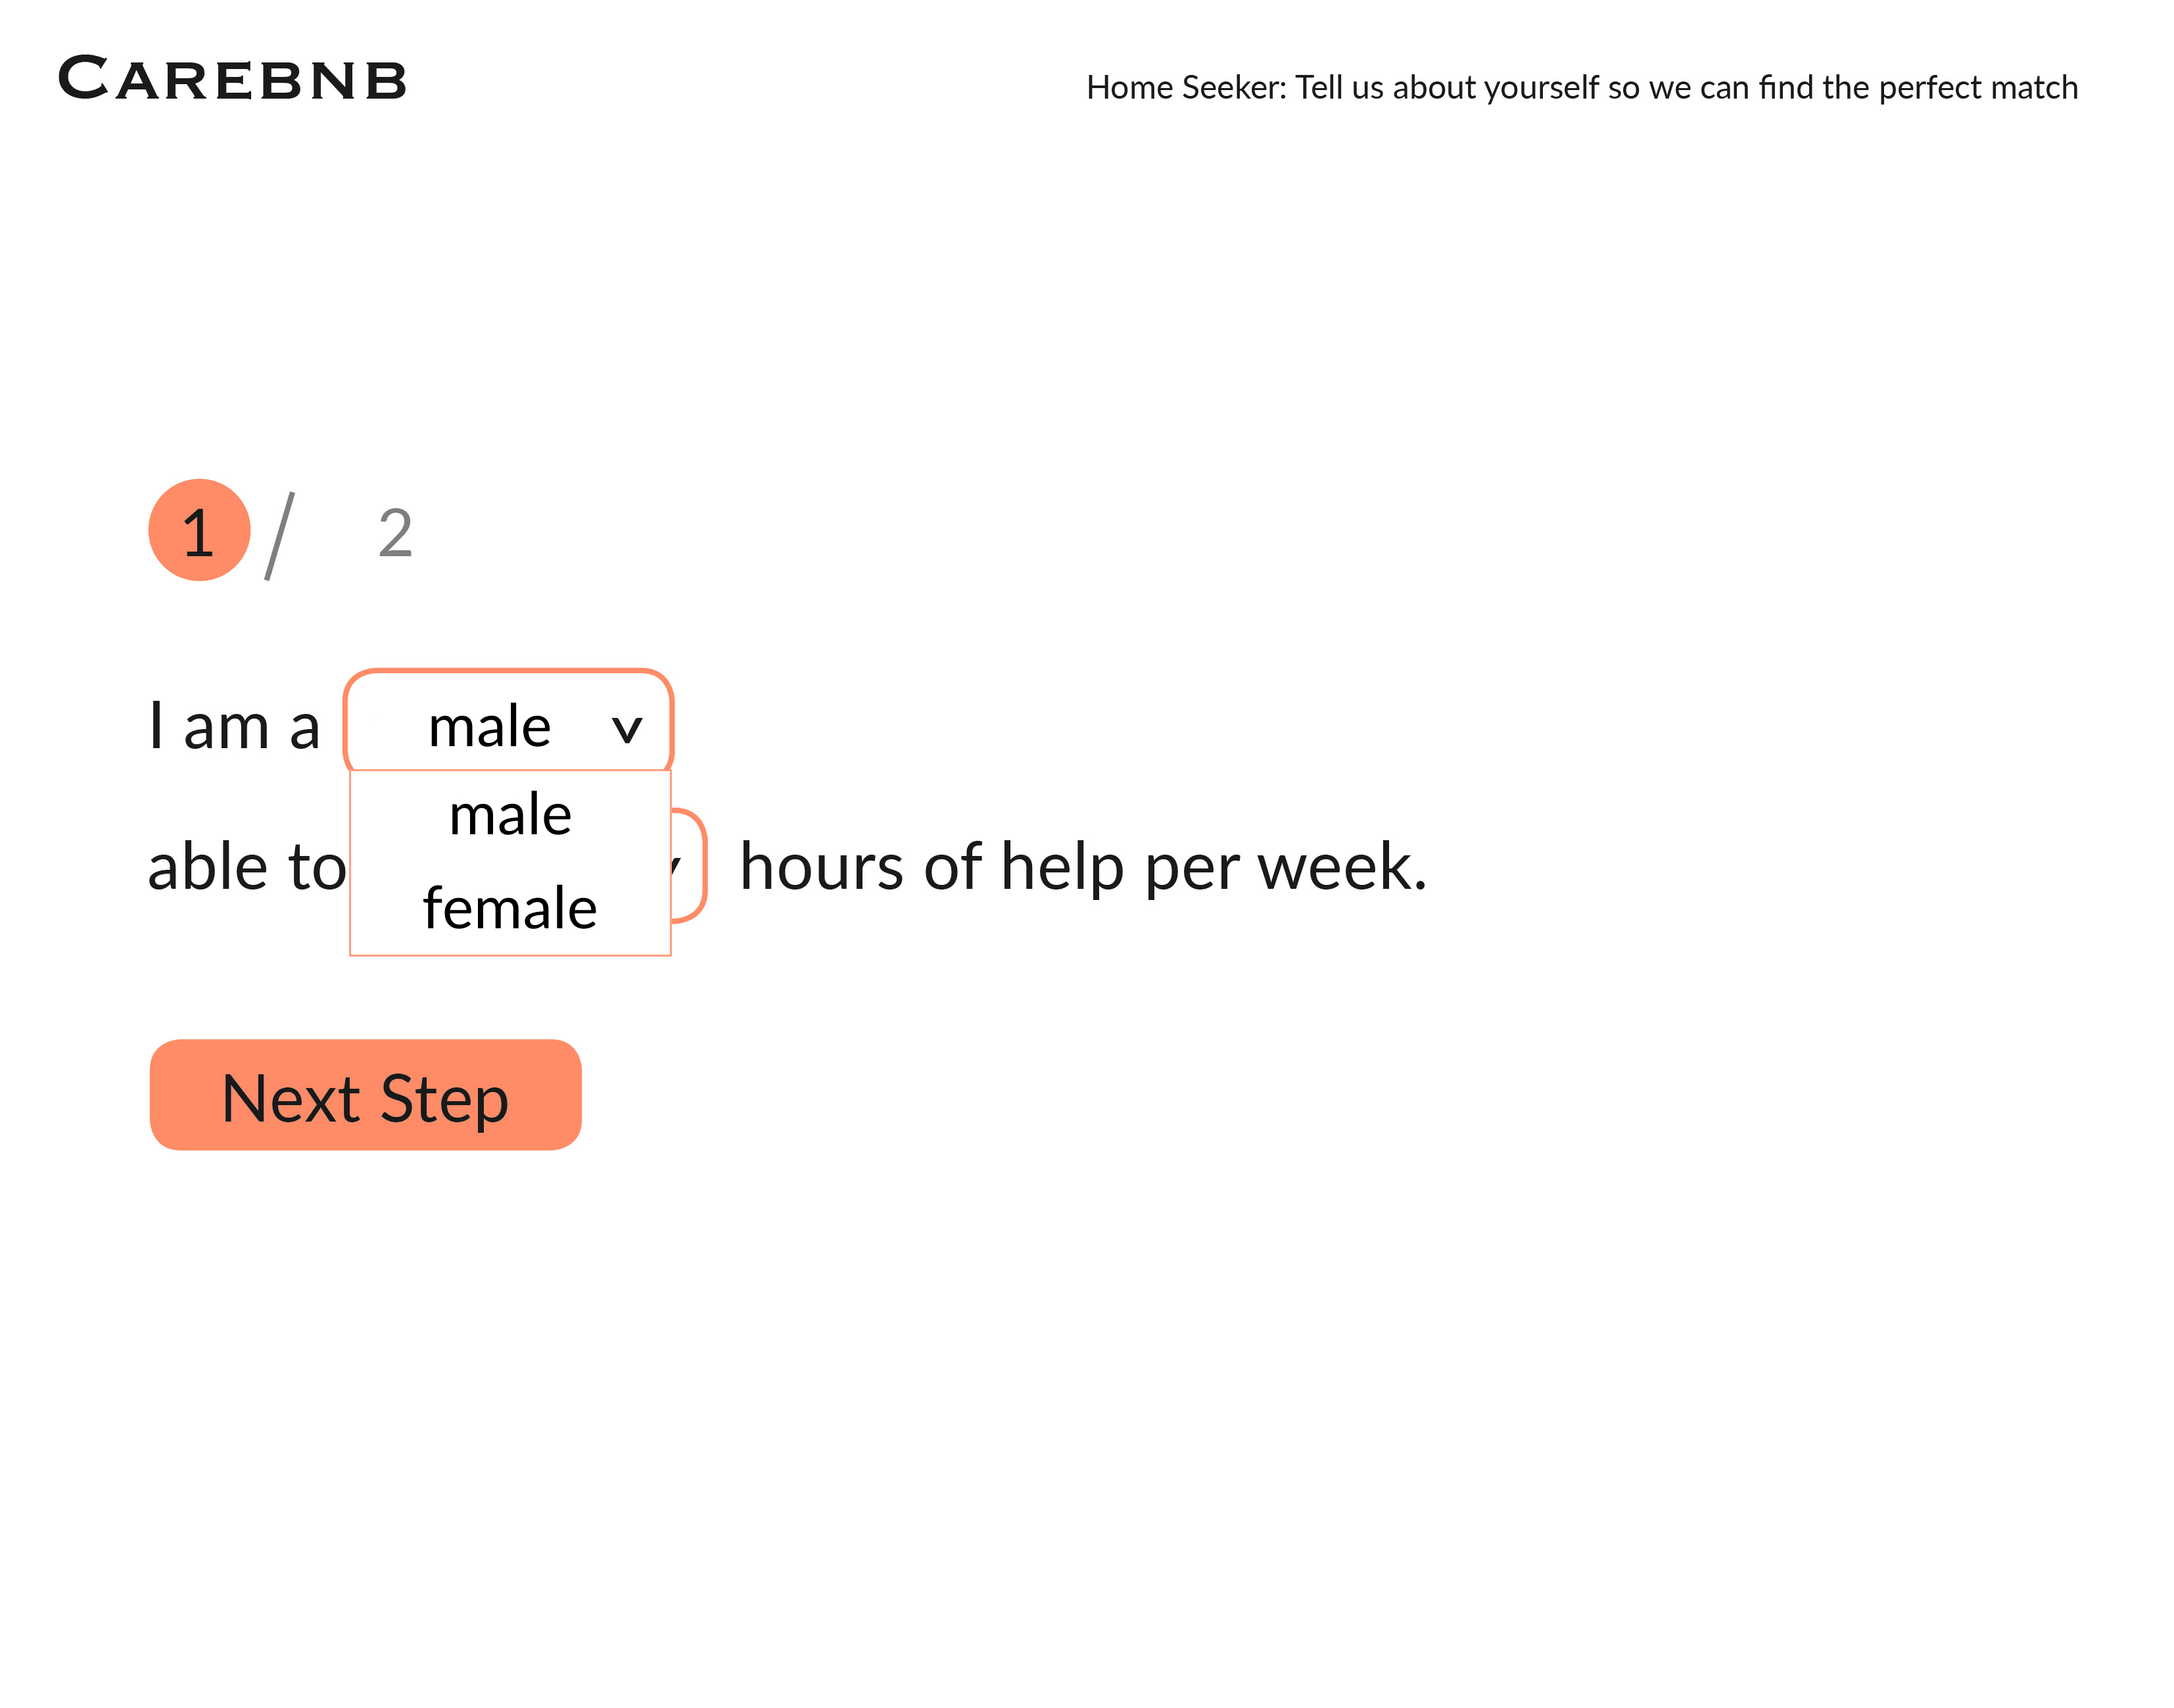 CAREBNB
Home Seeker: Tell us about yourself so we can find the perfect match
1 / 2
I am a male v
male
able to hours of help per week.
female
Next Step